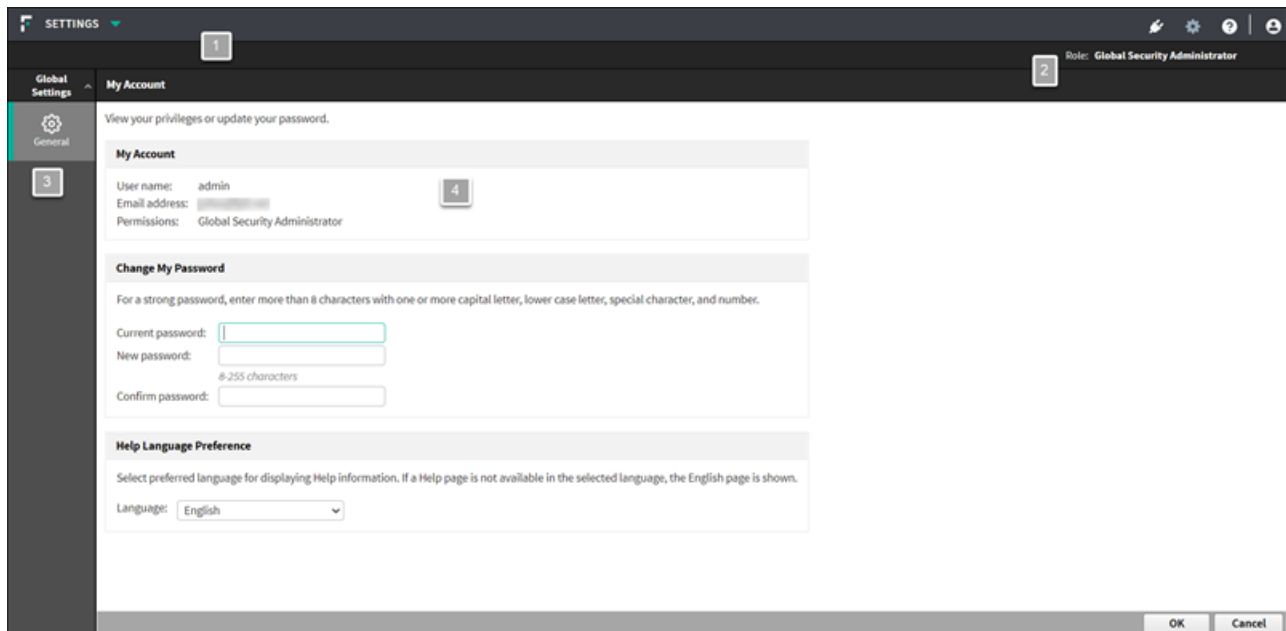 SETTINGS
1
Role: Global Security Administrator
2
Global Settings
My Account
General
3
View your privileges or update your password.
My Account
User name: admin
4
Email address:
Permissions: Global Security Administrator
Change My Password
For a strong password, enter more than 8 characters with one or more capital letter, lower case letter, special character, and number.
Current password:
New password:
8-255 characters
Confirm password:
Help Language Preference
Select preferred language for displaying Help information. If a Help page is not available in the selected language, the English page is shown.
Language: English
OK Cancel